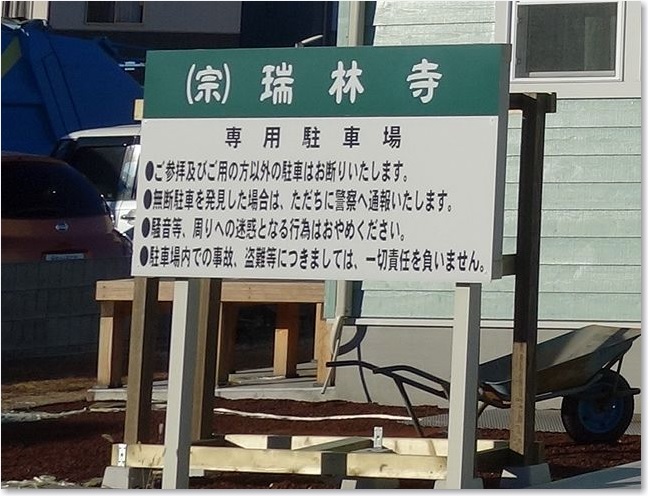 (宗) 瑞林寺
専用駐車場
●ご参拝及びご用の方以外の駐車はお断りいたします。
●無断駐車を発見した場合は、ただちに警察へ通報いたします。
●騒音等、周りへの迷惑となる行為はおやめください。
●駐車場内での事故、盗難等につきましては、一切責任を負いません。